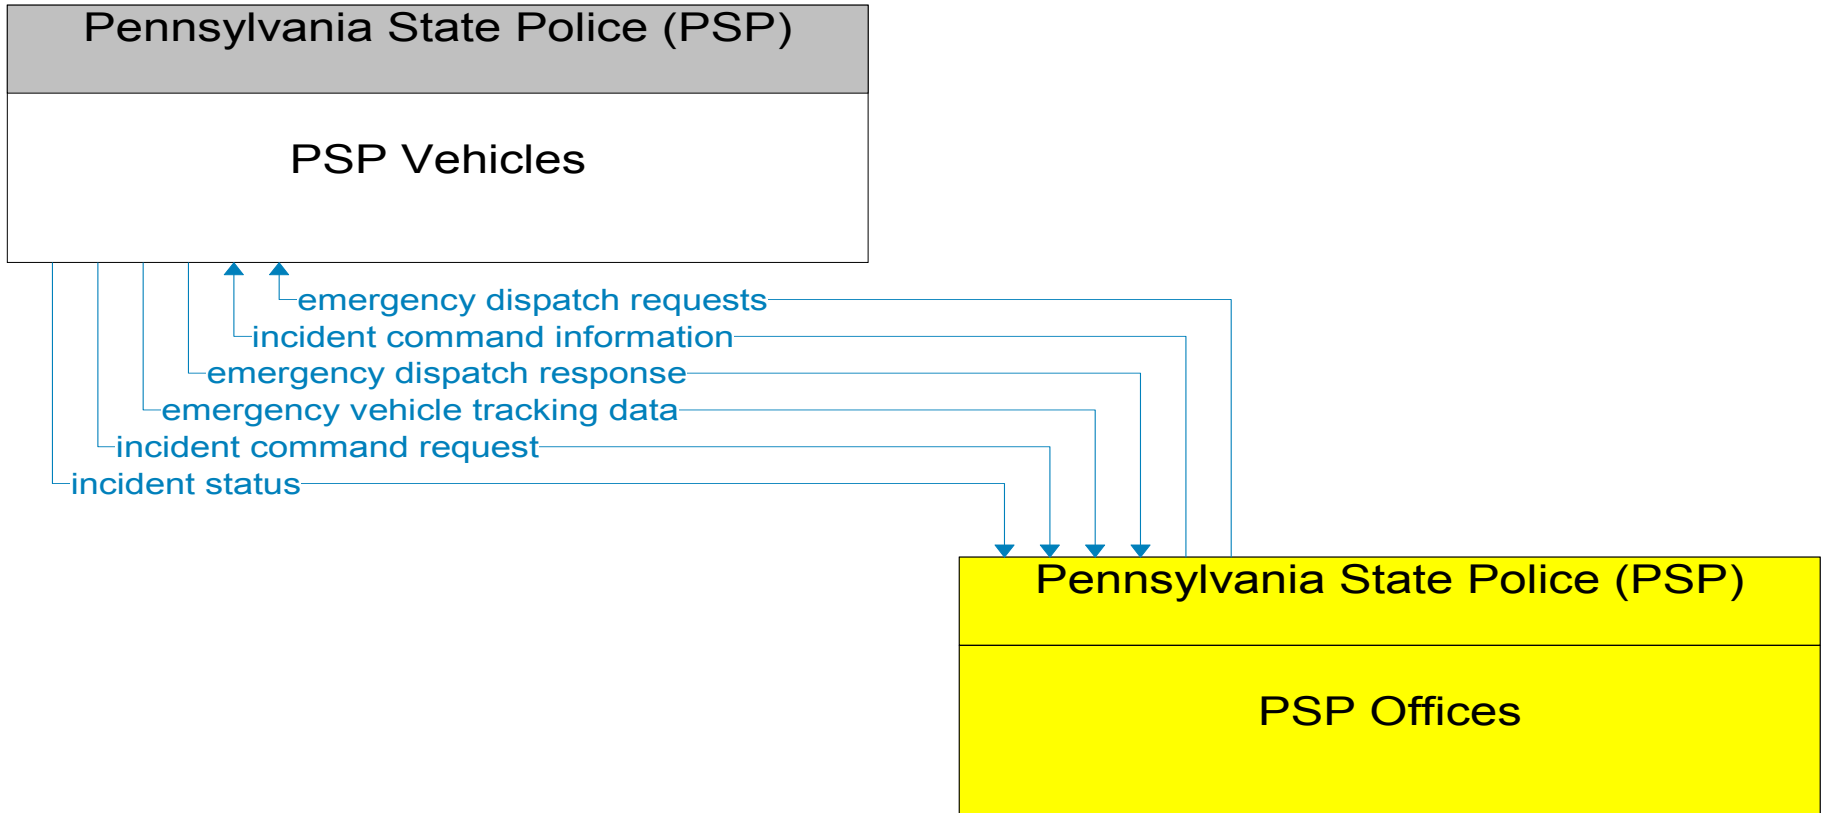 Pennsylvania State Police (PSP)
PSP Vehicles
emergency dispatch requests
incident command information
emergency dispatch response
emergency vehicle tracking data
incident command request
incident status
Pennsylvania State Police (PSP)
PSP Offices